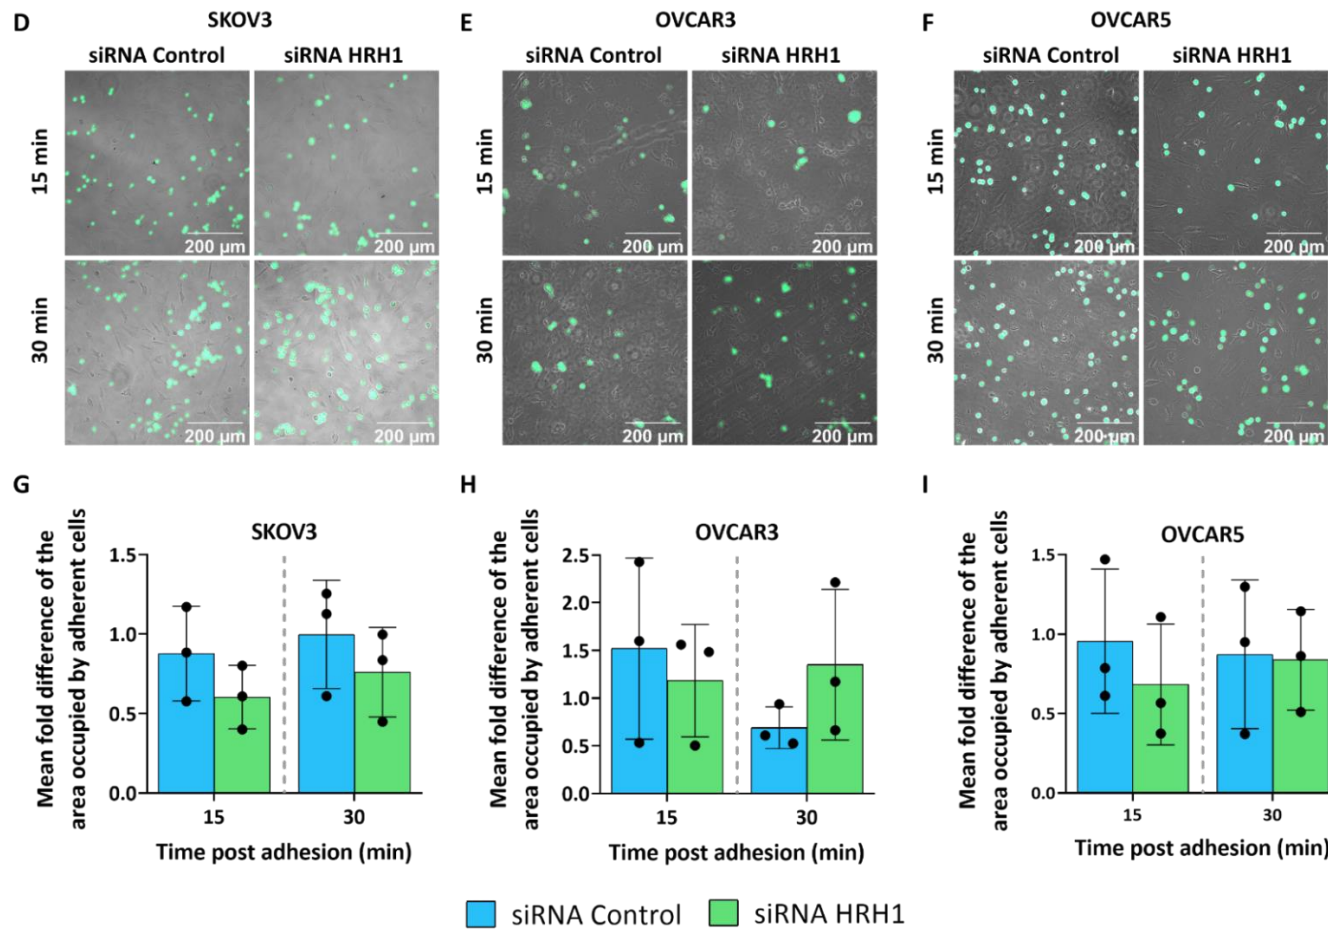 D
SKOV3
siRNA Control
siRNA HRH1
15 min
200 µm
200 µm
30 min
200 µm
200 µm
E
OVCAR3
siRNA Control
siRNA HRH1
15 min
200 µm
200 µm
30 min
200 µm
200 µm
F
OVCAR5
siRNA Control
siRNA HRH1
15 min
200 µm
200 µm
30 min
200 µm
200 µm
G
SKOV3
Mean fold difference of the
area occupied by adherent cells
1.5
1.0
0.5
0.0
15
30
Time post adhesion (min)
H
OVCAR3
Mean fold difference of the
area occupied by adherent cells
2.5
2.0
1.5
1.0
0.5
0.0
15
30
Time post adhesion (min)
I
OVCAR5
Mean fold difference of the
area occupied by adherent cells
1.5
1.0
0.5
0.0
15
30
Time post adhesion (min)
siRNA Control
siRNA HRH1